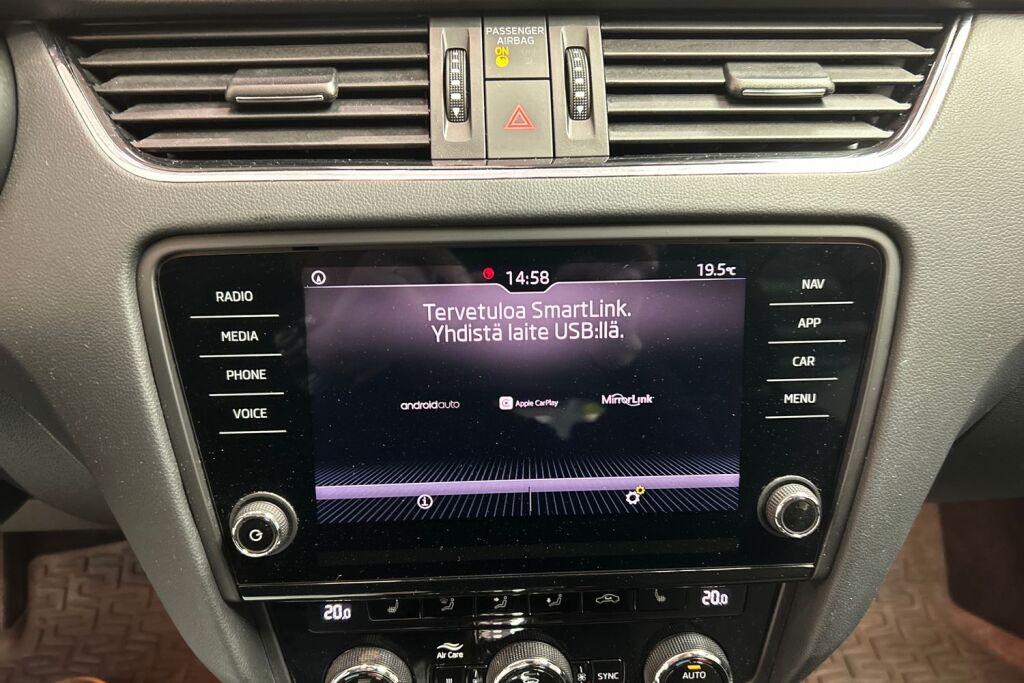 PASSENGER
AIRBAG
ON
RADIO
MEDIA
PHONE
VOICE
14:58
19.5°C
Tervetuloa SmartLink.
Yhdistä laite USB:llä.
androidauto
Apple CarPlay
MirrorLink
NAV
APP
CAR
MENU
20.0
20.0
Air Care
SYNC
AUTO